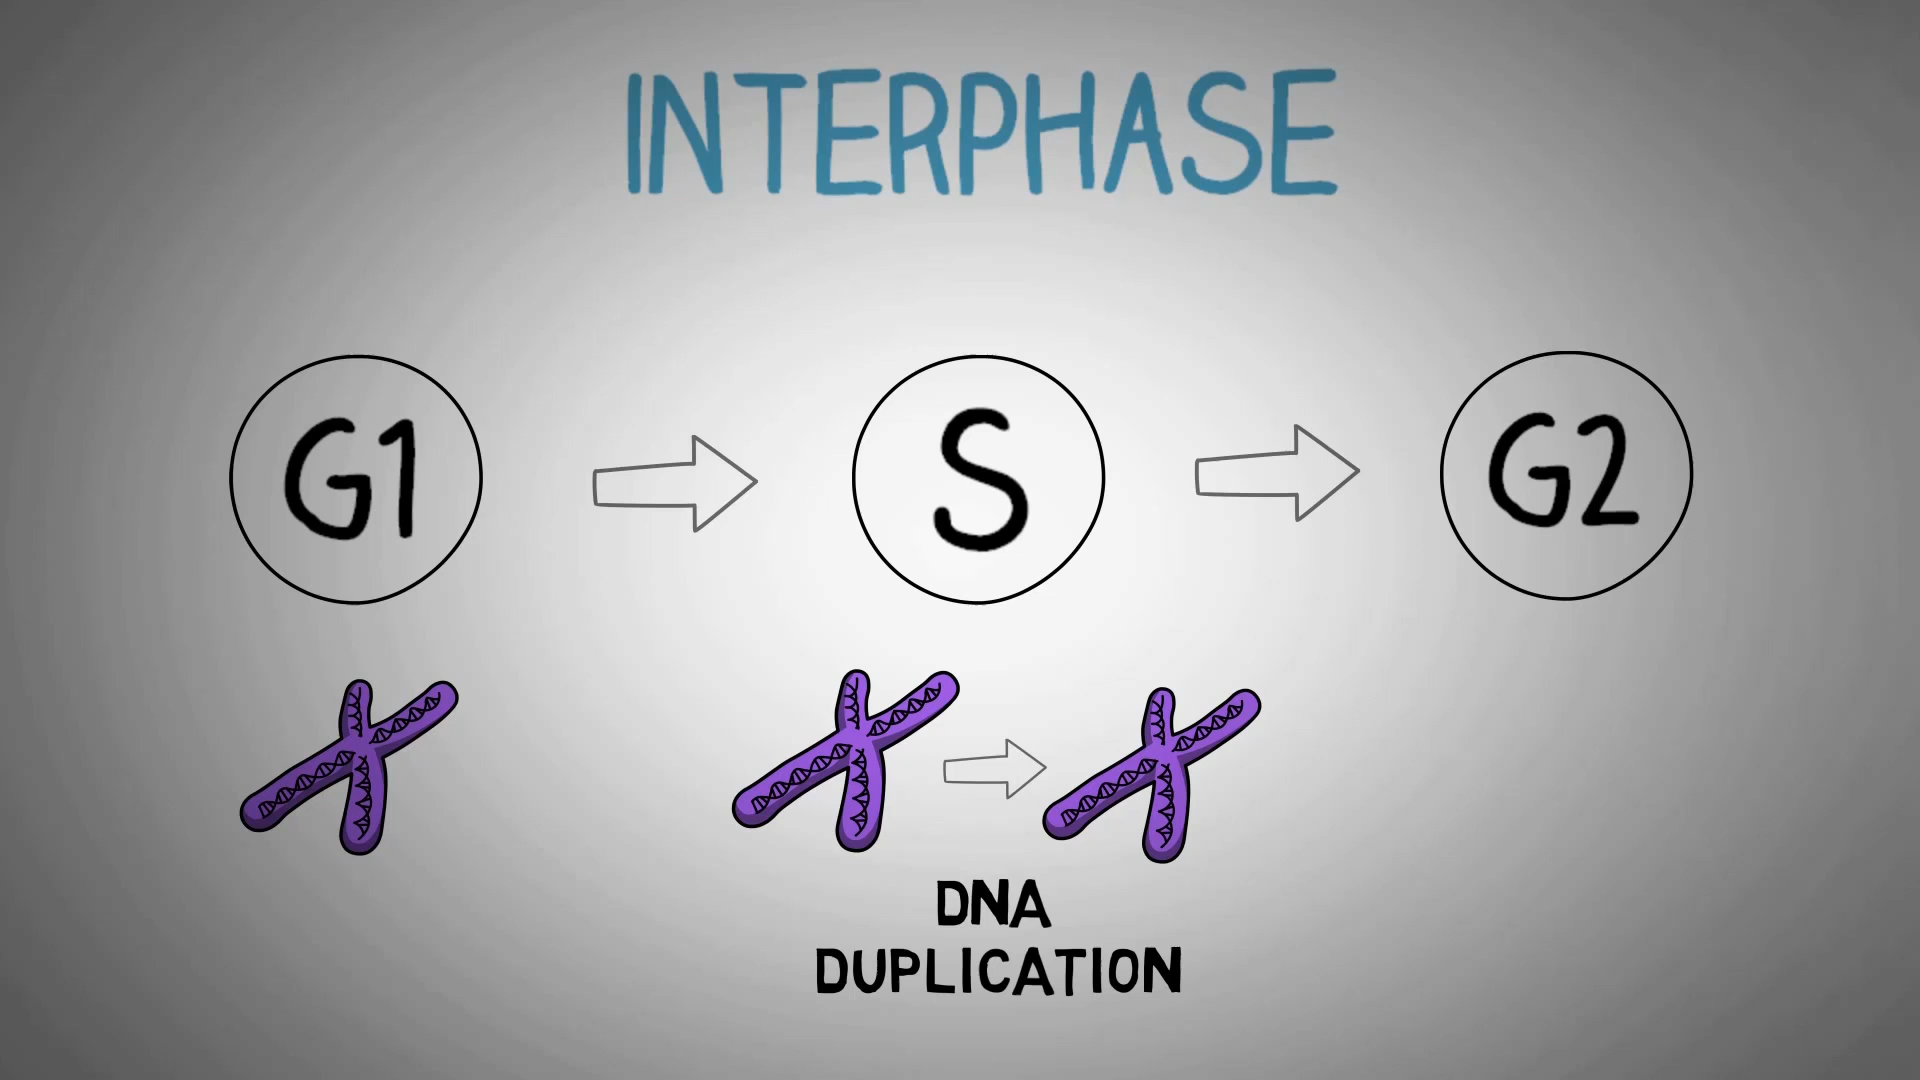 INTERPHASE
G1
S
G2
DNA
DUPLICATION